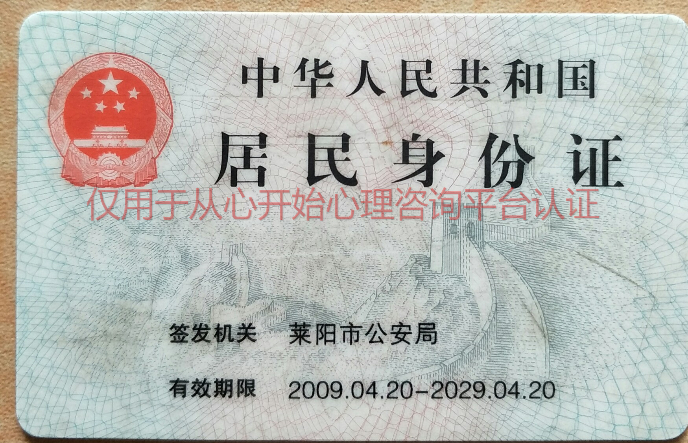 中华人民共和国
居民身份证
仅用于从心开始心理咨询平台认证
签发机关 莱阳市公安局
有效期限 2009.04.20-2029.04.20